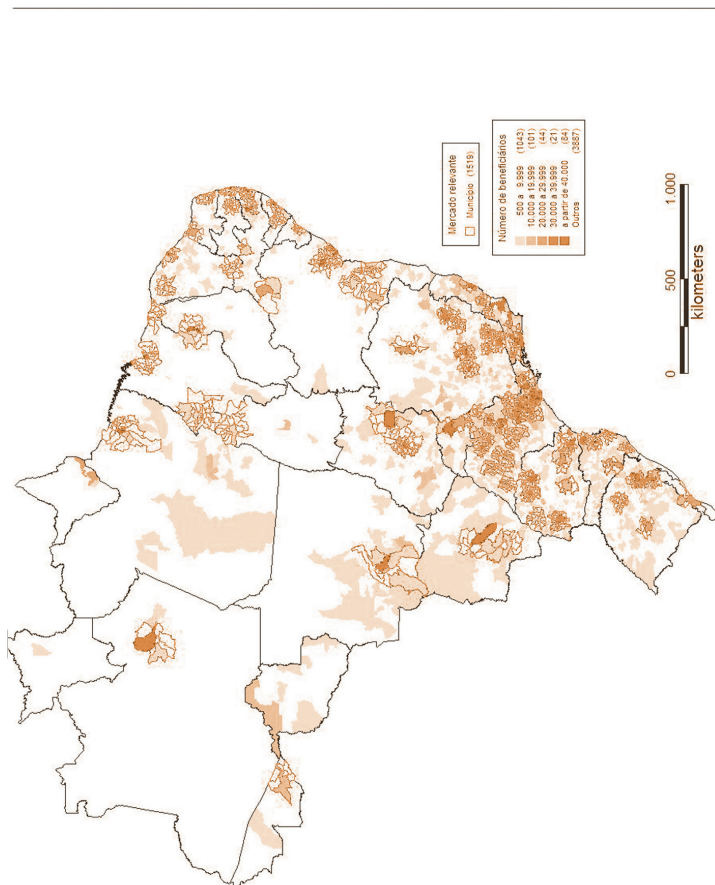 Mercado relevante
Município (1519)
Número de beneficiários
500 a 9.999 (1043)
10.000 a 19.999 (101)
20.000 a 29.999 (44)
30.000 a 39.999 (21)
a partir de 40.000 (84)
Outros (3887)
0 500 1.000
kilometers